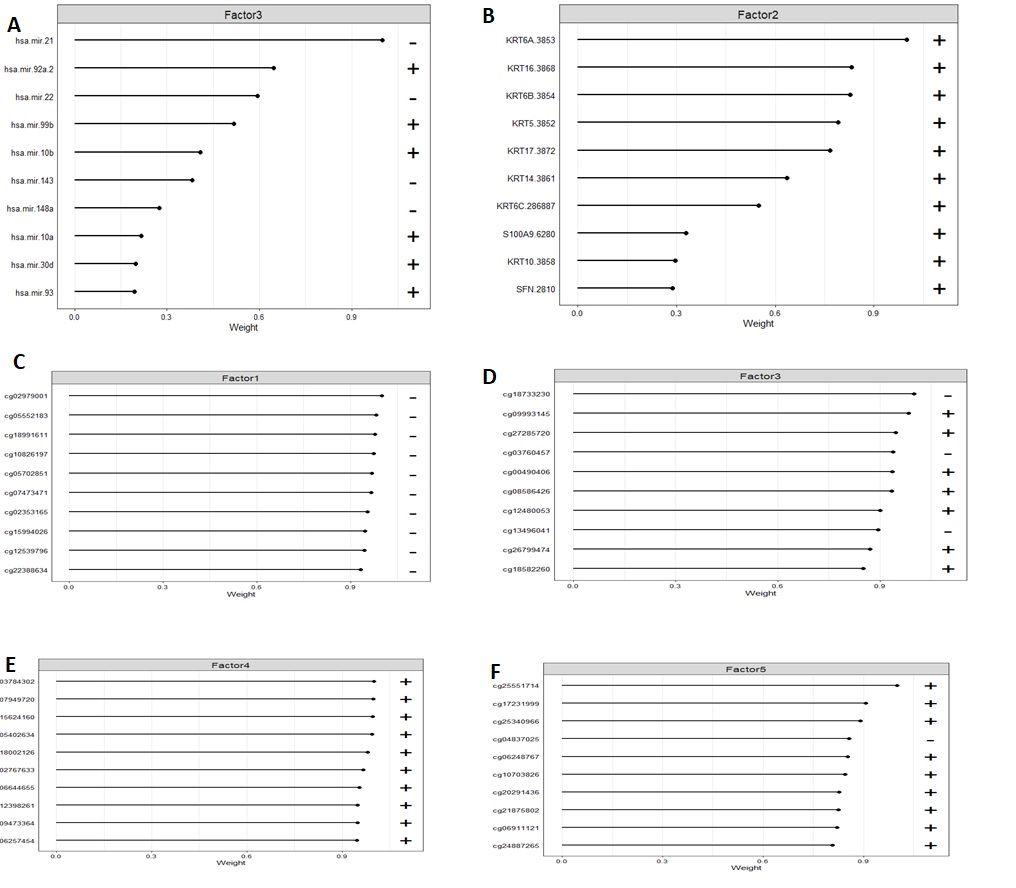 A
Factor3
hsa.mir.21 –
hsa.mir.92a.2 +
hsa.mir.22 –
hsa.mir.99b +
hsa.mir.10b +
hsa.mir.143 –
hsa.mir.148a –
hsa.mir.10a +
hsa.mir.30d +
hsa.mir.93 +
0.0 0.3 0.6 0.9
Weight
B
Factor2
KRT6A.3853 +
KRT16.3868 +
KRT6B.3854 +
KRT5.3852 +
KRT17.3872 +
KRT14.3861 +
KRT6C.286887 +
S100A9.6280 +
KRT10.3858 +
SFN.2810 +
0.0 0.3 0.6 0.9
Weight
C
Factor1
cg02979001 –
cg05552183 –
cg18991611 –
cg10826197 –
cg05702851 –
cg07473471 –
cg02353165 –
cg15994026 –
cg12539796 –
cg22388634 –
0.0 0.3 0.6 0.9
Weight
D
Factor3
cg18733230 –
cg09993145 +
cg27285720 +
cg03760457 –
cg00490406 +
cg08586426 +
cg12480053 +
cg13496041 –
cg26799474 +
cg18582260 +
0.0 0.3 0.6 0.9
Weight
E
Factor4
03784302 +
07949720 +
15624160 +
05402634 +
18002126 +
02767633 +
06644655 +
12398261 +
09473364 +
06257454 +
0.0 0.3 0.6 0.9
Weight
F
Factor5
cg25551714 +
cg17231999 +
cg25340966 +
cg04837025 –
cg06248767 +
cg10703826 +
cg20291436 +
cg21875802 +
cg06911121 +
cg24887265 +
0.0 0.3 0.6 0.9
Weight